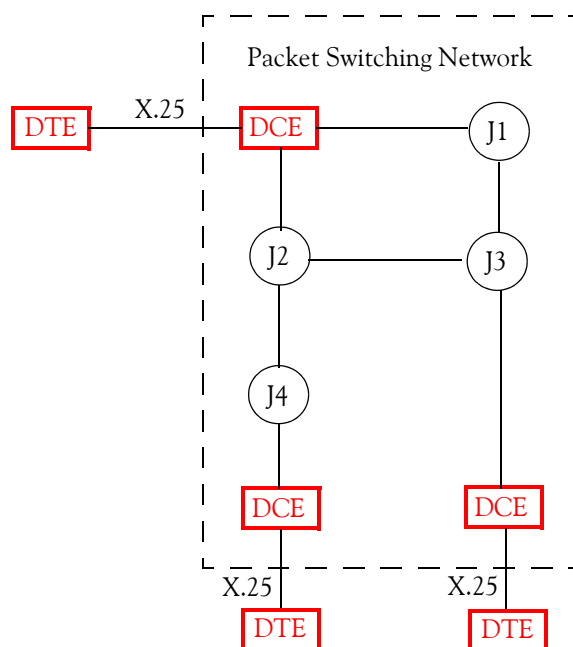 Packet Switching Network
X.25
DTE
DCE
J1
J2
J3
J4
DCE
DCE
X.25
X.25
DTE
DTE